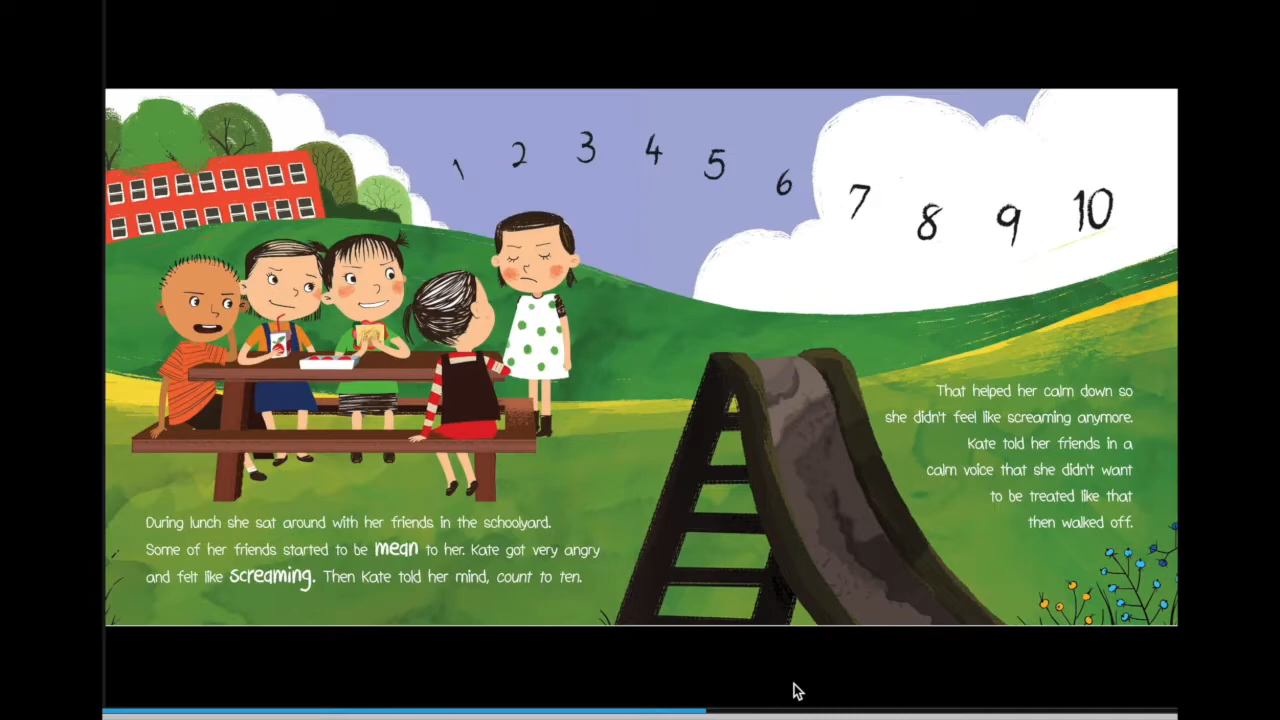 1 2 3 4 5 6 7 8 9 10
During lunch she sat around with her friends in the schoolyard.
Some of her friends started to be mean to her. Kate got very angry
and felt like screaming. Then Kate told her mind, count to ten.
That helped her calm down so
she didn't feel like screaming anymore.
Kate told her friends in a
calm voice that she didn't want
to be treated like that
then walked off.